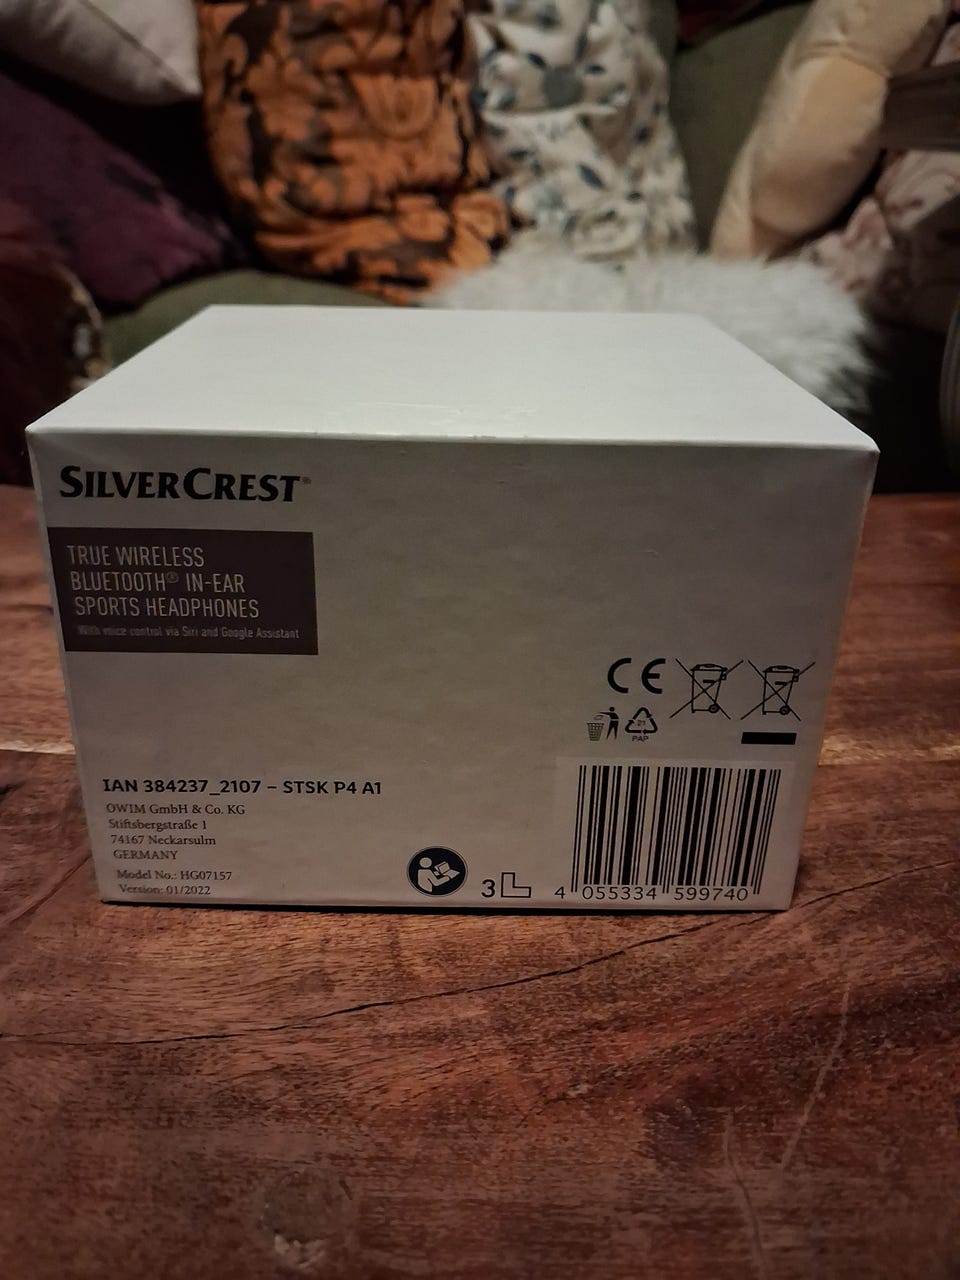 SILVERCREST®
TRUE WIRELESS
BLUETOOTH® IN-EAR
SPORTS HEADPHONES
With voice control via Siri and Google Assistant
CE
21
PAP
IAN 384237_2107 – STSK P4 A1
OWIM GmbH & Co. KG
Stiftsbergstraße 1
74167 Neckarsulm
GERMANY
Model No.: HG07157
Version: 01/2022
3
4 055334 599740